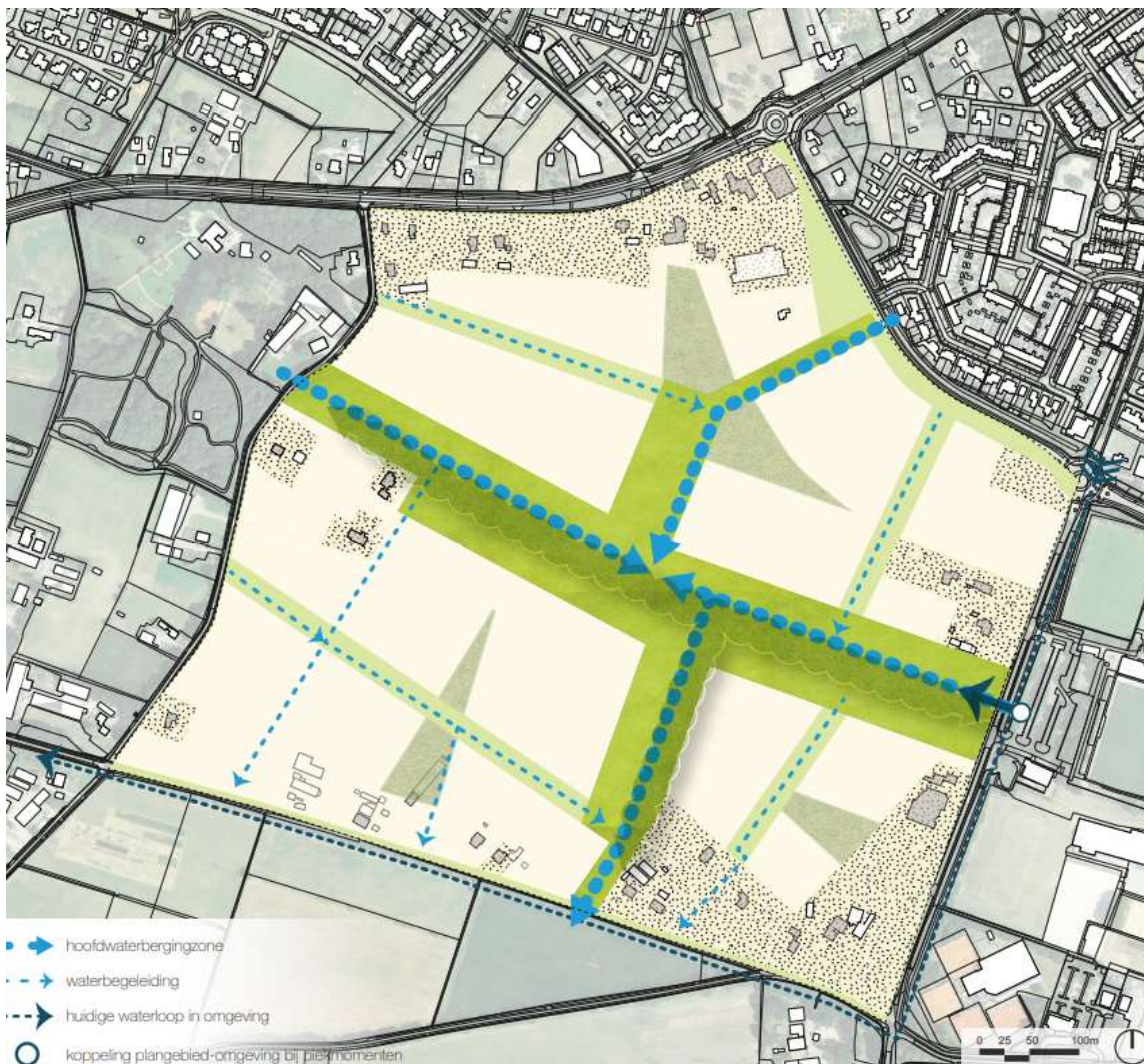 hoofdwaterbergingzone
waterbegeleiding
huidige waterloop in omgeving
koppeling plangebied-omgeving bij piekmomenten
0 25 50 100m